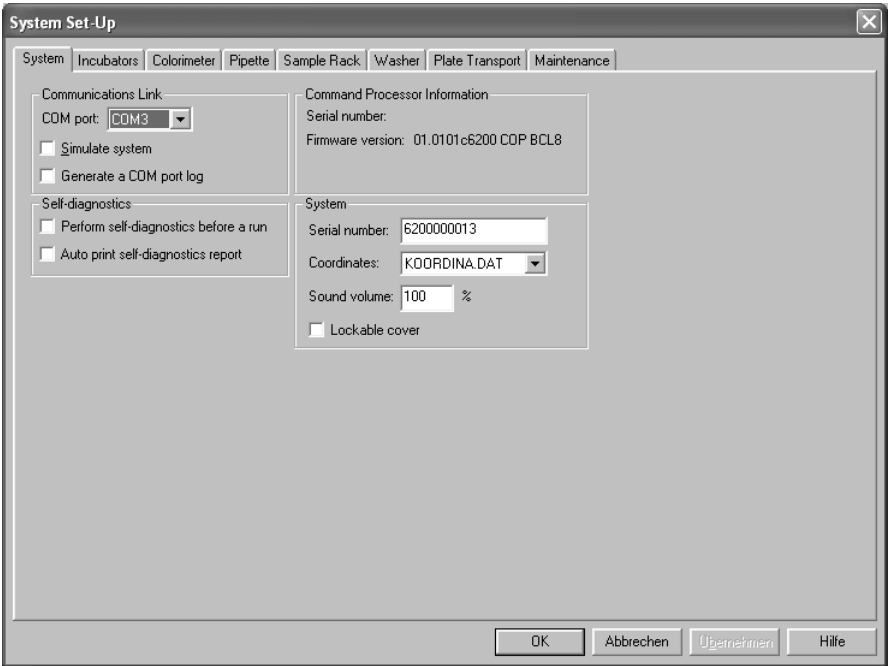 System Set-Up
System Incubators Colorimeter Pipette Sample Rack Washer Plate Transport Maintenance
Communications Link
COM port: COM3
Simulate system
Generate a COM port log
Command Processor Information
Serial number:
Firmware version: 01.0101c6200 COP BCL8
Self-diagnostics
Perform self-diagnostics before a run
Auto print self-diagnostics report
System
Serial number: 6200000013
Coordinates: KOORDINA.DAT
Sound volume: 100 %
Lockable cover
OK Abbrechen Übernehmen Hilfe